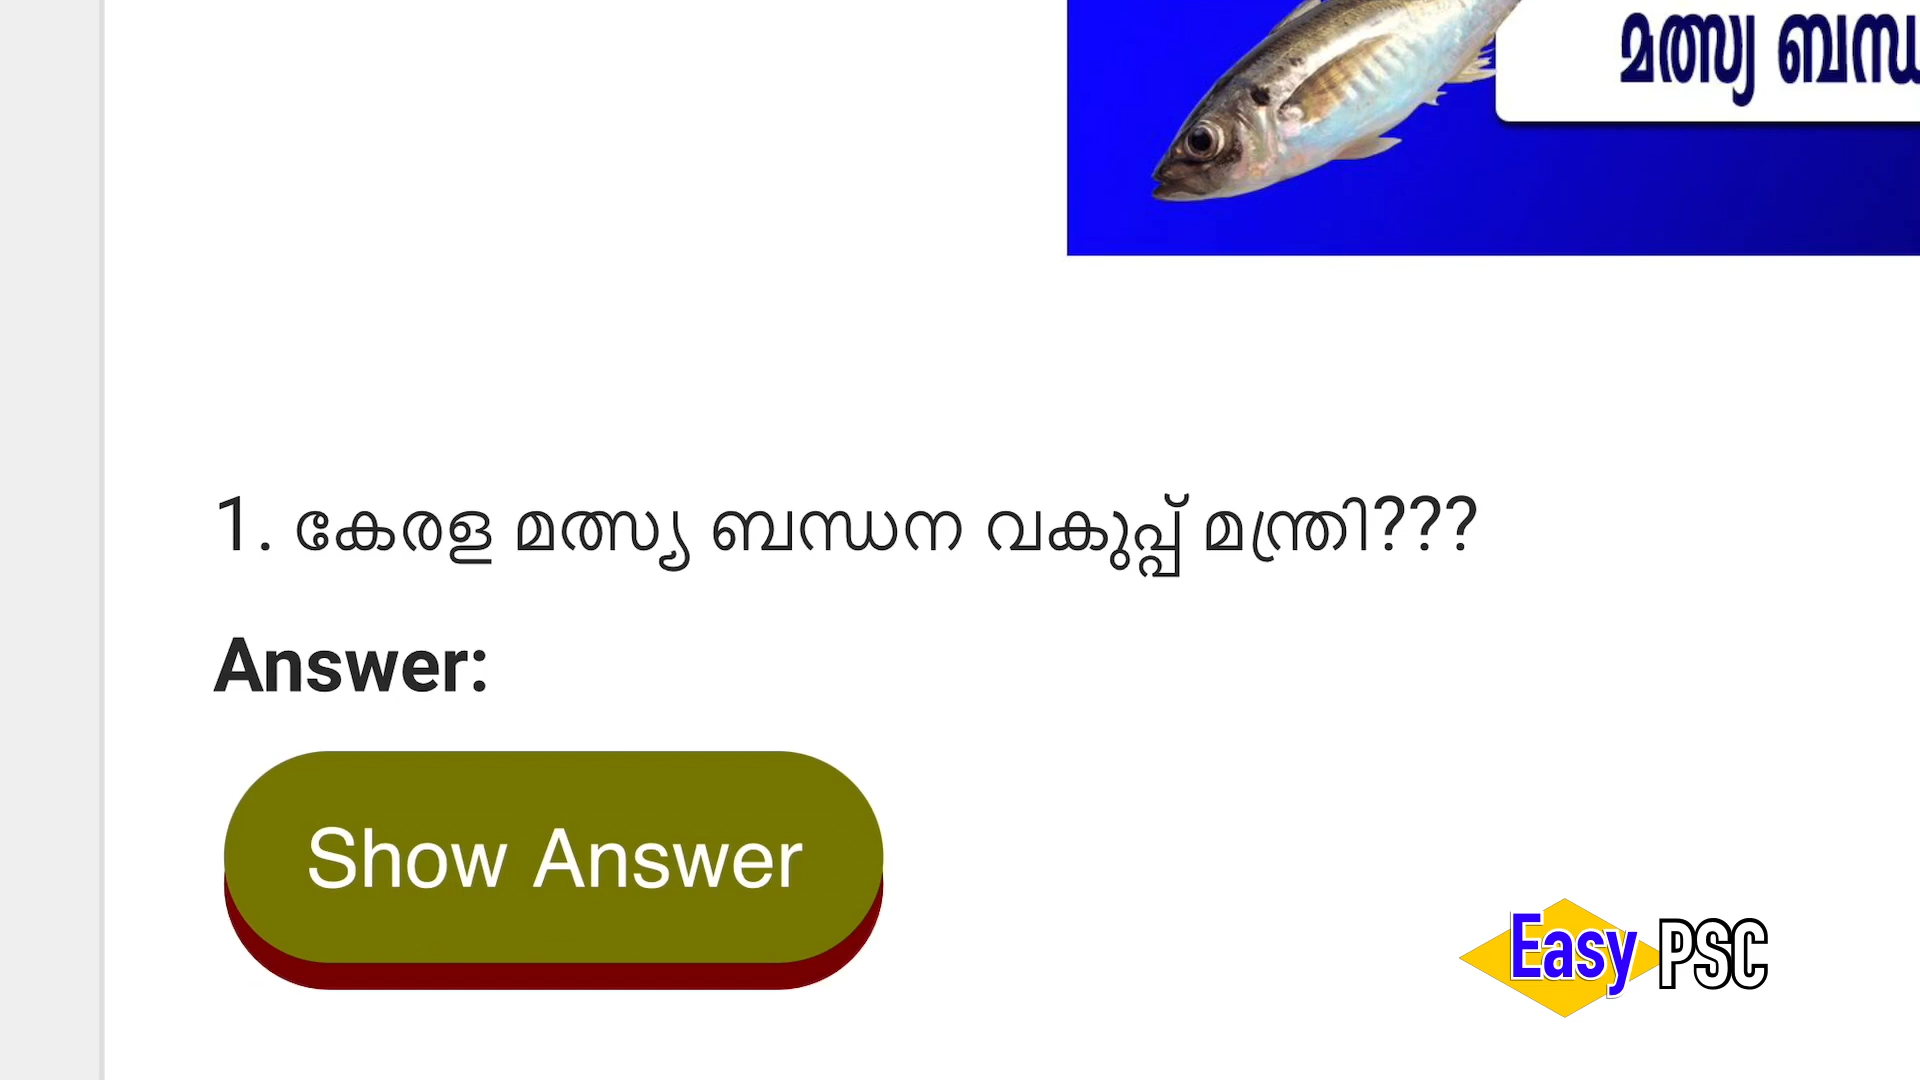 മത്സ്യ
1. കേരള മത്സ്യ ബന്ധന വകുപ്പ് മന്ത്രി???
Answer:
Show Answer
Easy PSC